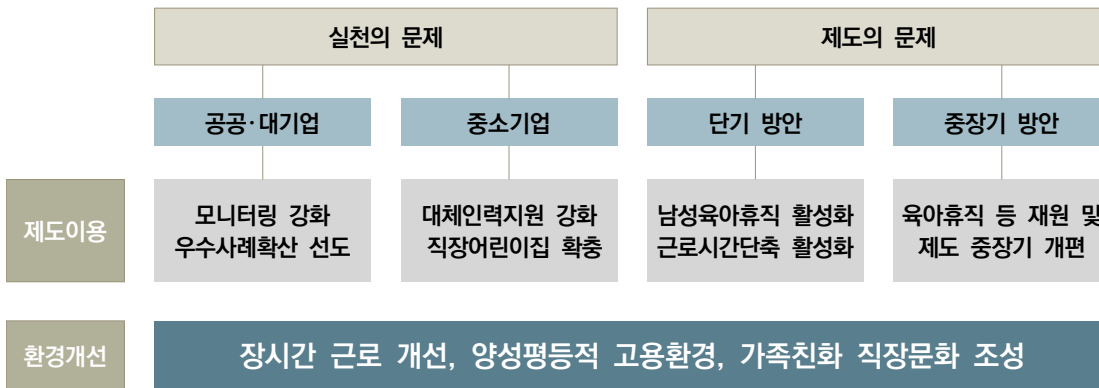 실천의 문제
제도의 문제
공공·대기업
중소기업
단기 방안
중장기 방안
제도이용
모니터링 강화
우수사례확산 선도
대체인력지원 강화
직장어린이집 확충
남성육아휴직 활성화
근로시간단축 활성화
육아휴직 등 재원 및
제도 중장기 개편
환경개선
장시간 근로 개선, 양성평등적 고용환경, 가족친화 직장문화 조성